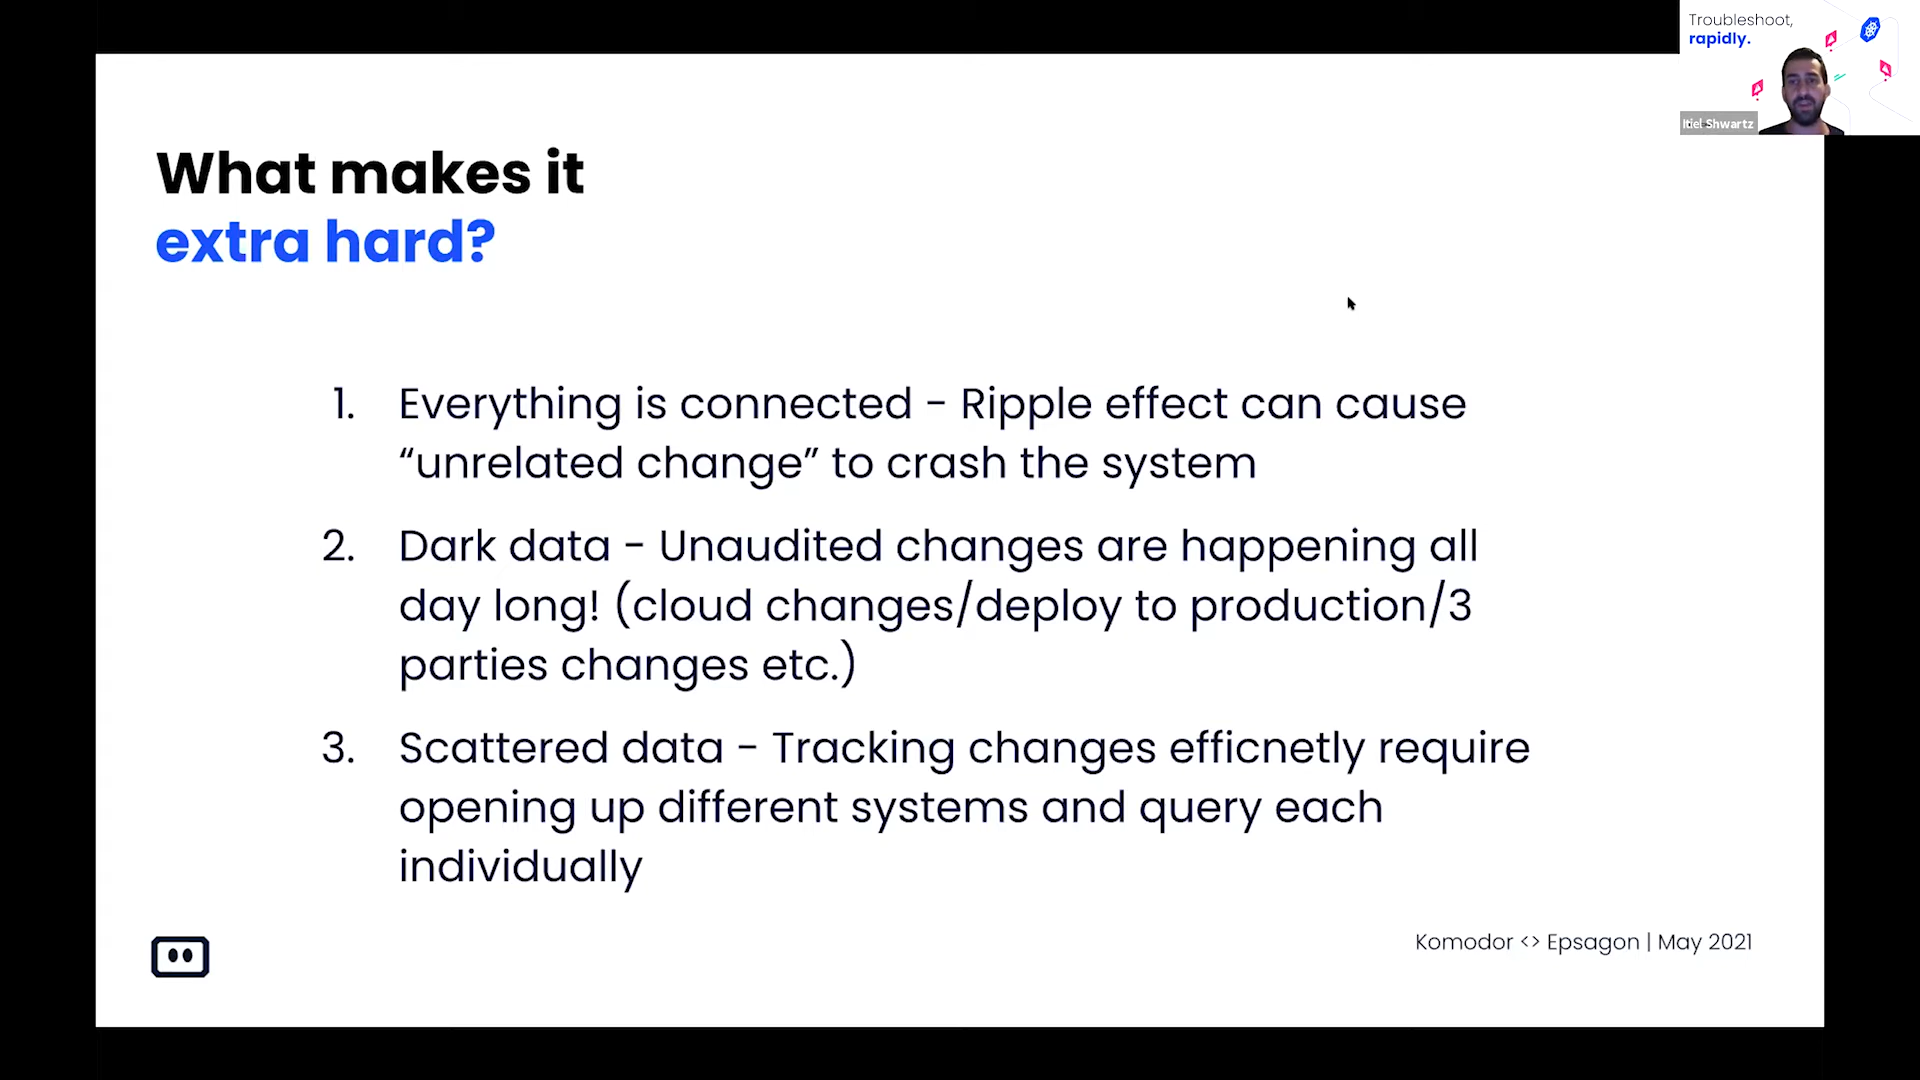 Troubleshoot,
rapidly.
Itiel Shwartz
What makes it
extra hard?
1. Everything is connected - Ripple effect can cause
“unrelated change” to crash the system
2. Dark data - Unaudited changes are happening all
day long! (cloud changes/deploy to production/3
parties changes etc.)
3. Scattered data - Tracking changes efficnetly require
opening up different systems and query each
individually
Komodor <> Epsagon | May 2021